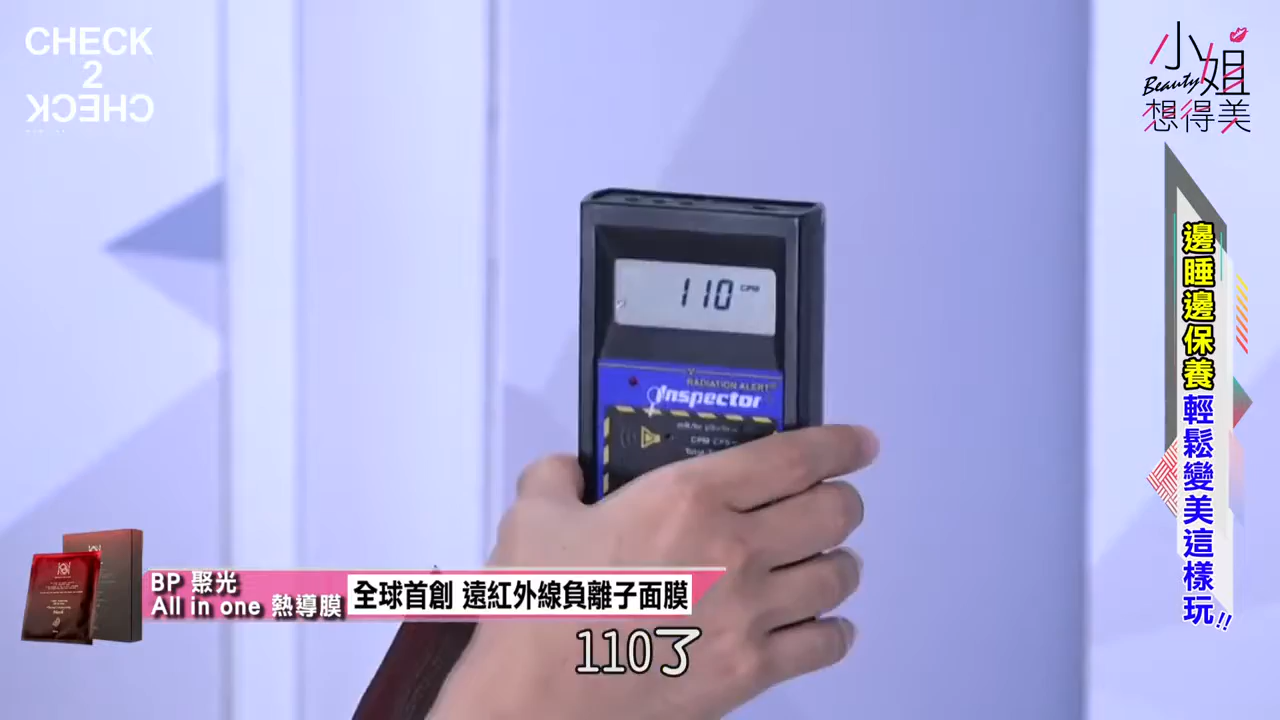 CHECK
2
CHECK
小姐
Beauty
想得美
邊睡邊保養輕鬆變美這樣玩!!
110 CPM
RADIATION ALERT®
Inspector
CPM CPS
BP 聚光
All in one 熱導膜
全球首創 遠紅外線負離子面膜
110了